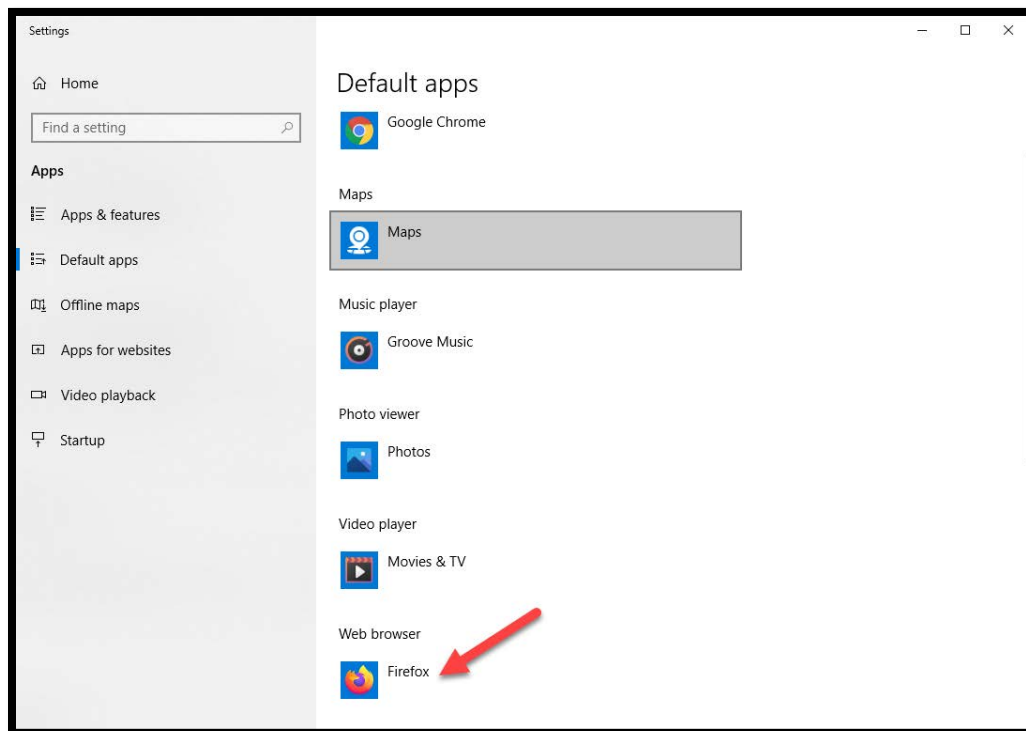 Settings
Home
Find a setting
Apps
Apps & features
Default apps
Offline maps
Apps for websites
Video playback
Startup
Default apps
Google Chrome
Maps
Maps
Music player
Groove Music
Photo viewer
Photos
Video player
Movies & TV
Web browser
Firefox